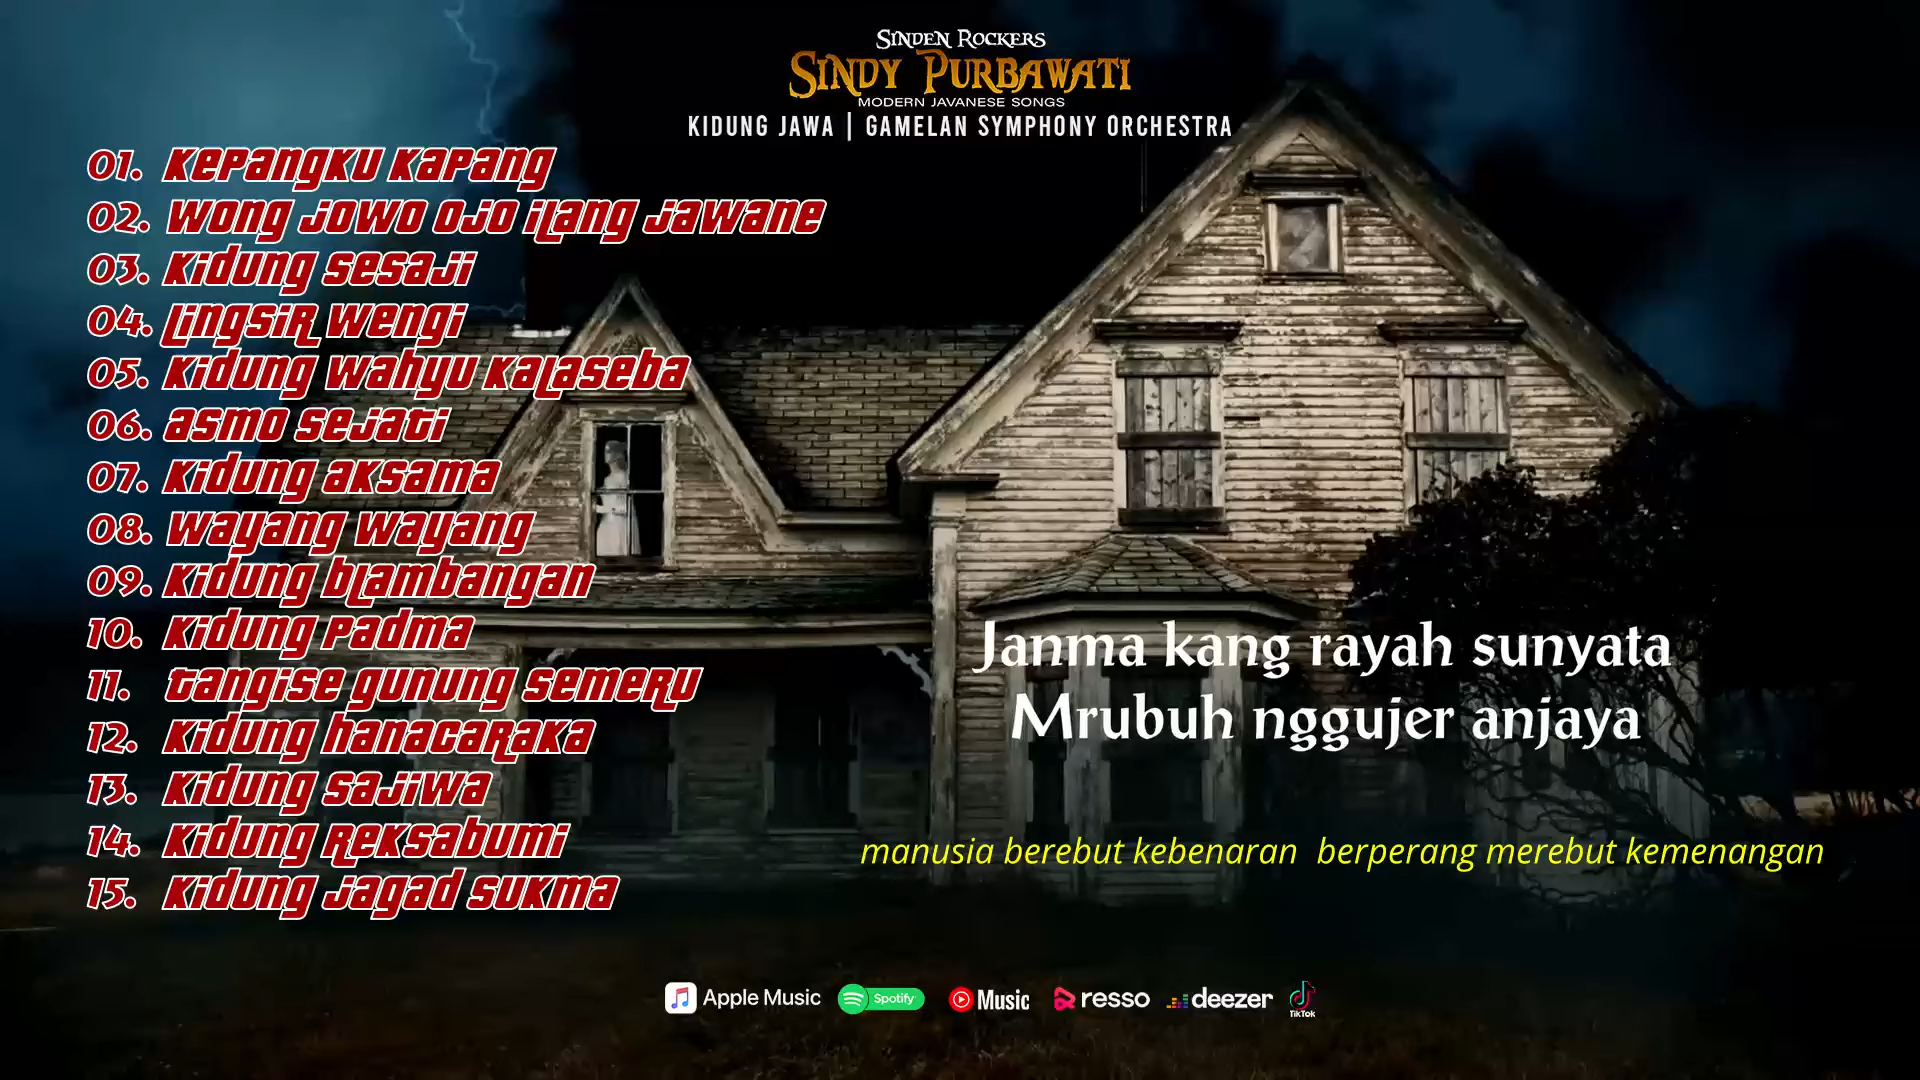 SINDEN ROCKERS
SINDY PURBAWATI
MODERN JAVANESE SONGS
KIDUNG JAWA | GAMELAN SYMPHONY ORCHESTRA
01. Kepangku Kapang
02. Wong Jowo Ojo Ilang Jawane
03. Kidung Sesaji
04. Lingsir Wengi
05. Kidung Wahyu Kalaseba
06. Asmo Sejati
07. Kidung Aksama
08. Wayang Wayang
09. Kidung Blambangan
10. Kidung Padma
11. Tangise Gunung Semeru
12. Kidung Hanacaraka
13. Kidung Sajiwa
14. Kidung Reksabumi
15. Kidung Jagad Sukma
Janma kang rayah sunyata
Mrubuh nggujer anjaya
manusia berebut kebenaran berperang merebut kemenangan
Apple Music Spotify Music resso deezer TikTok